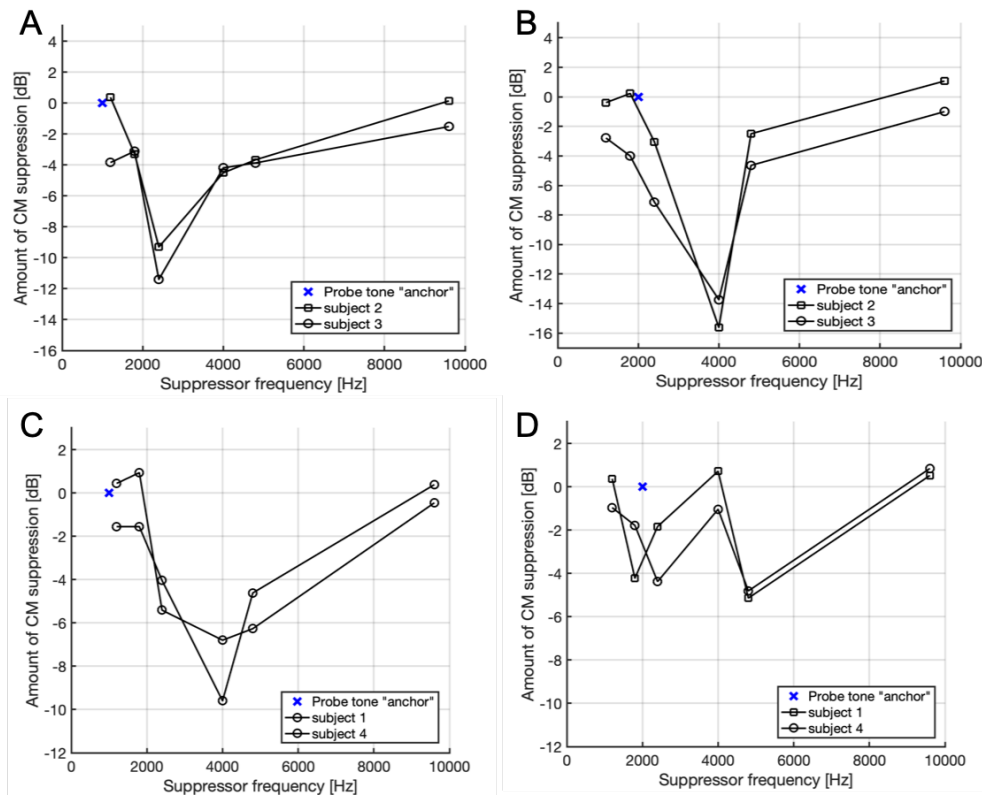 A
Amount of CM suppression [dB]
4
2
0
-2
-4
-6
-8
-10
-12
-14
-16
0
2000
4000
6000
8000
10000
Suppressor frequency [Hz]
Probe tone "anchor"
subject 2
subject 3
B
Amount of CM suppression [dB]
4
2
0
-2
-4
-6
-8
-10
-12
-14
-16
0
2000
4000
6000
8000
10000
Suppressor frequency [Hz]
Probe tone "anchor"
subject 2
subject 3
C
Amount of CM suppression [dB]
2
0
-2
-4
-6
-8
-10
-12
0
2000
4000
6000
8000
10000
Suppressor frequency [Hz]
Probe tone "anchor"
subject 1
subject 4
D
Amount of CM suppression [dB]
2
0
-2
-4
-6
-8
-10
-12
0
2000
4000
6000
8000
10000
Suppressor frequency [Hz]
Probe tone "anchor"
subject 1
subject 4